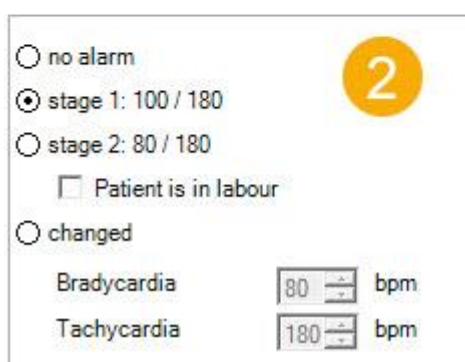 no alarm
2
stage 1: 100 / 180
stage 2: 80 / 180
Patient is in labour
changed
Bradycardia 80 bpm
Tachycardia 180 bpm